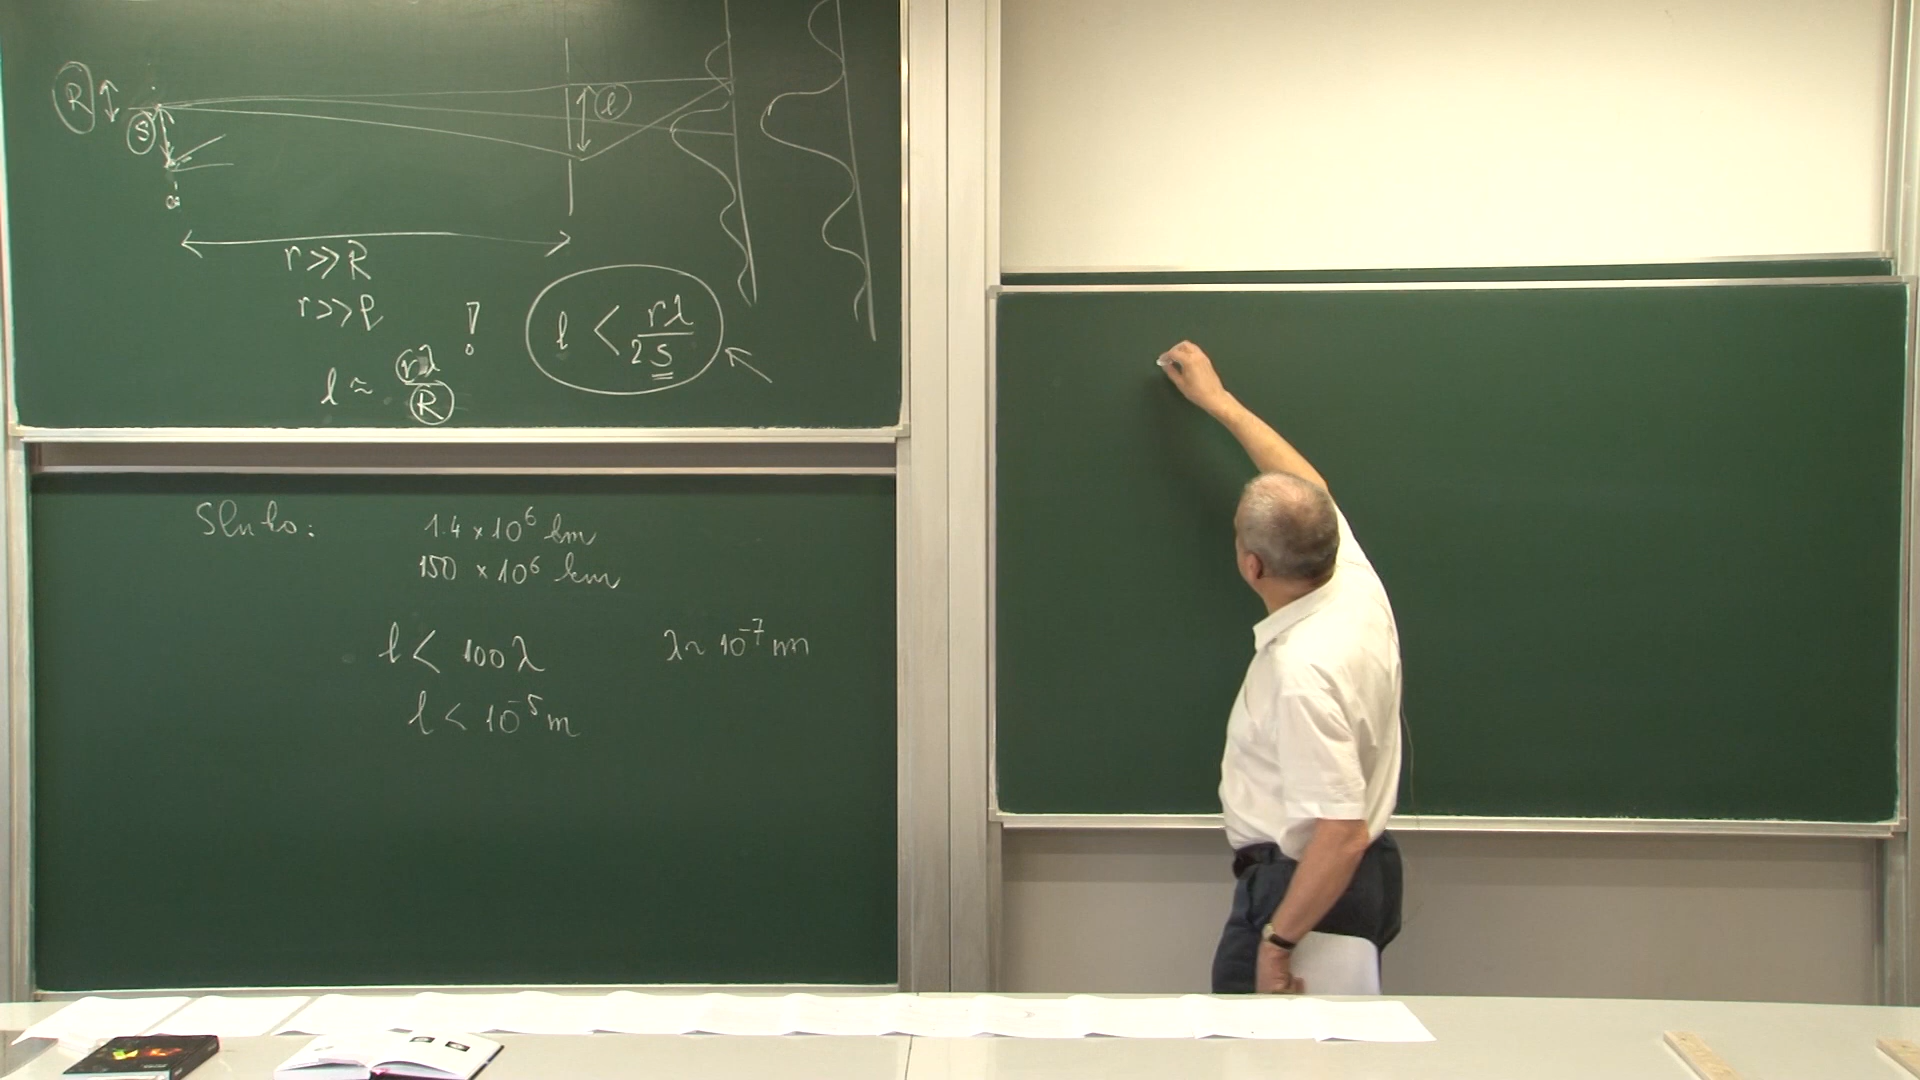 R
S
l
r >> R
r >> l
!
l < rλ/2s
l ≈ rλ/R
Slnko:
1.4 × 10⁶ km
150 × 10⁶ km
l < 100λ
λ ~ 10⁻⁷ m
l < 10⁻⁵ m